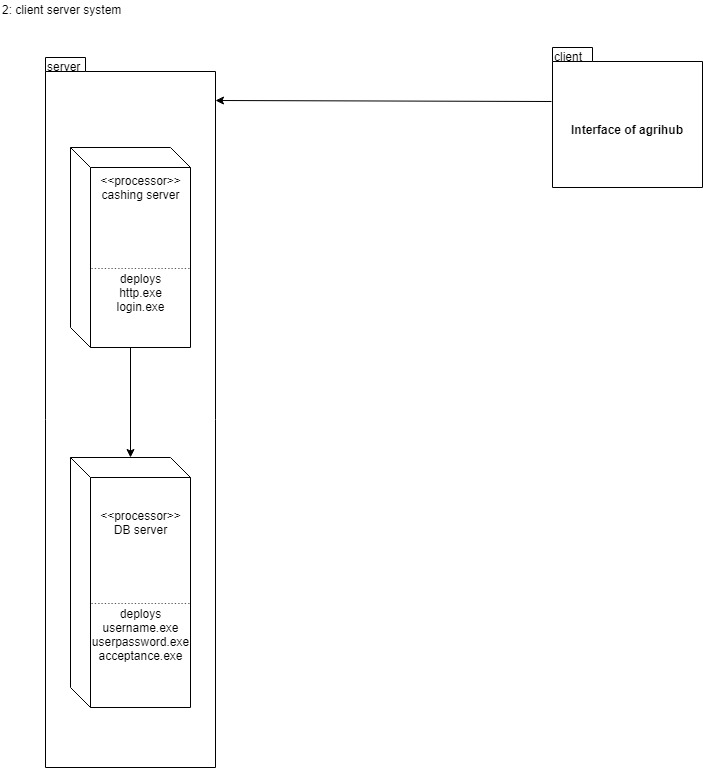 2: client server system
server
client
Interface of agrihub
<<processor>>
cashing server
deploys
http.exe
login.exe
<<processor>>
DB server
deploys
username.exe
userpassword.exe
acceptance.exe